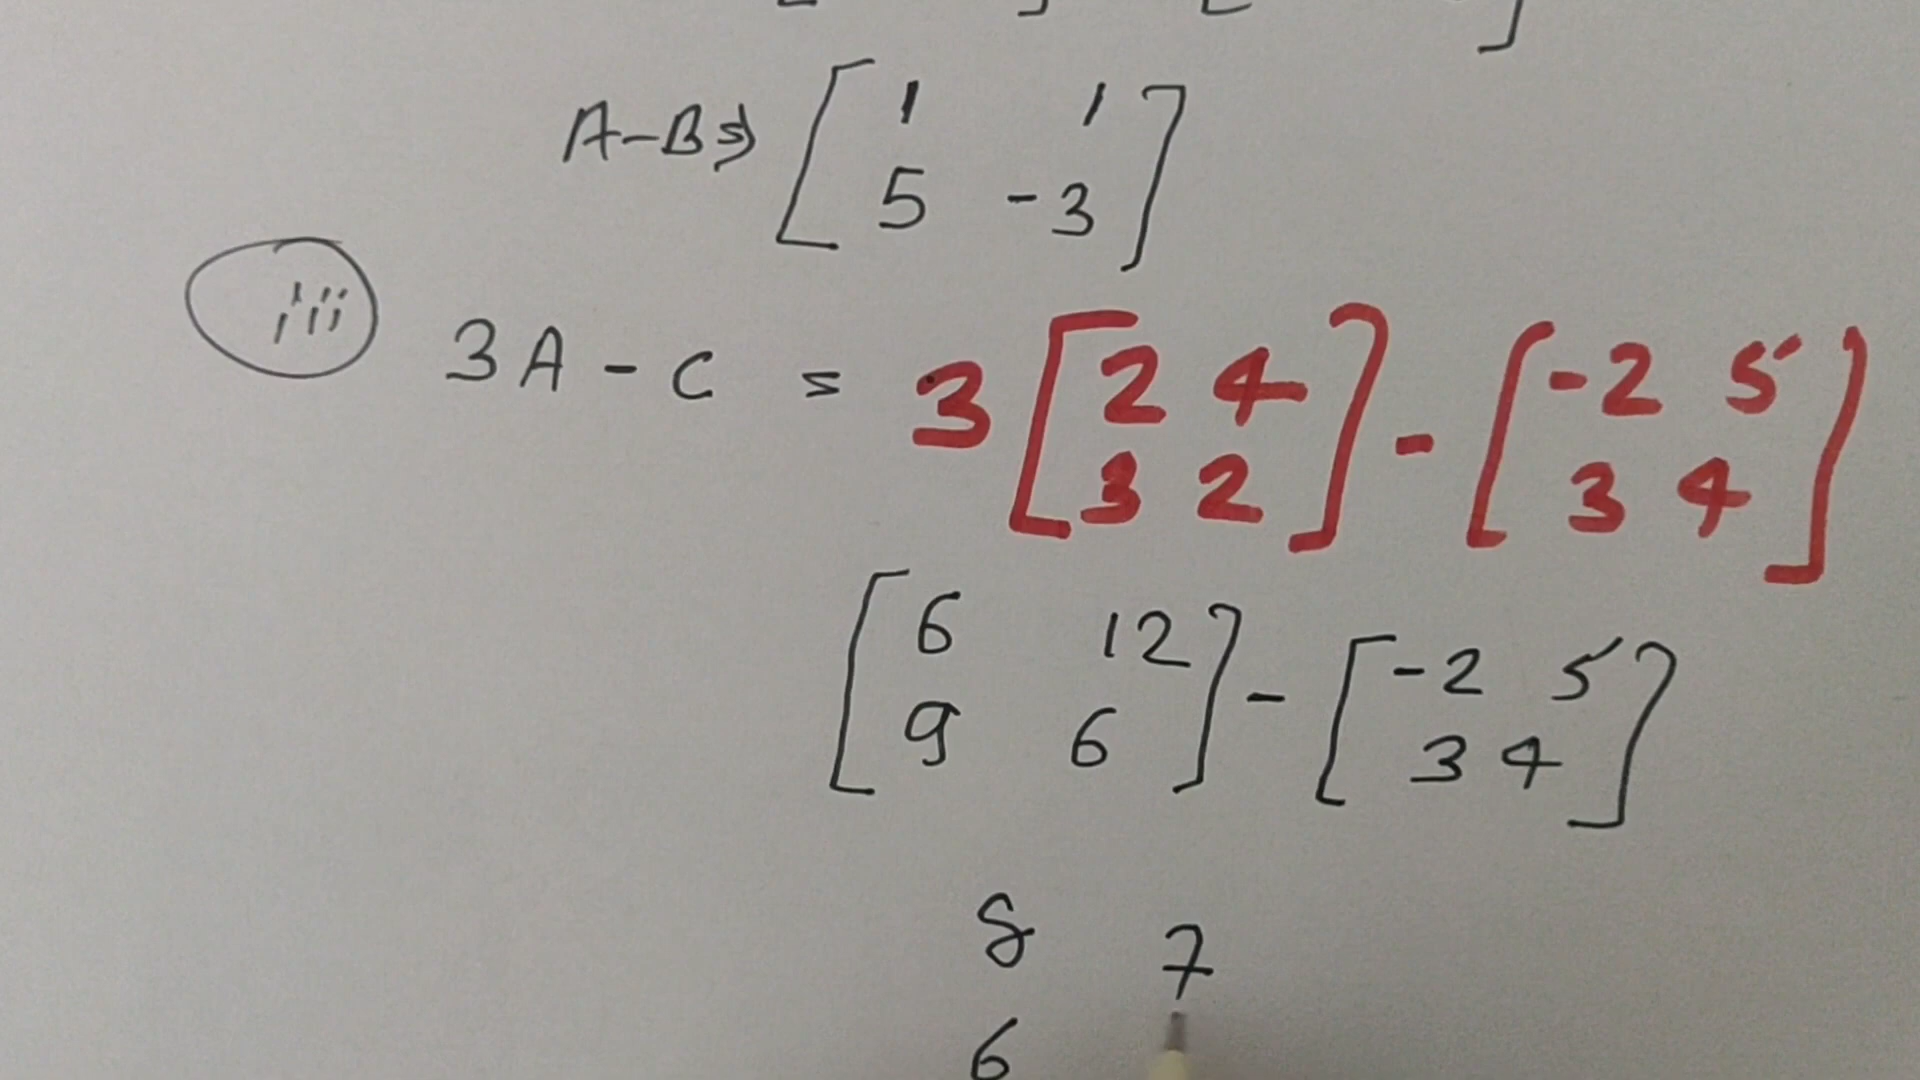 A-B⇒ [ 1 1
5 -3 ]
iii 3A - C = 3 [ 2 4
3 2 ] - [ -2 5
3 4 ]
[ 6 12
9 6 ] - [ -2 5
3 4 ]
8 7
6